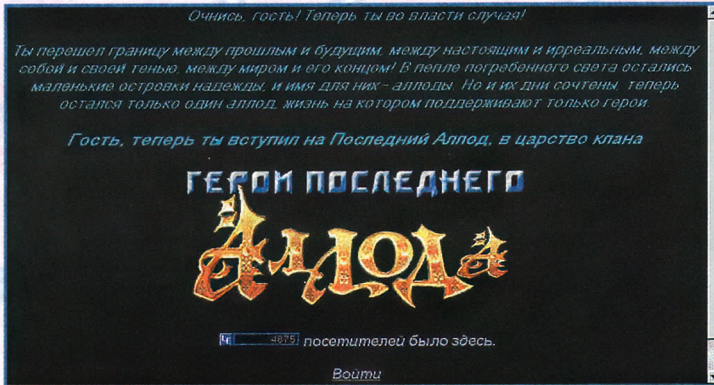 Очнись, гость! Теперь ты во власти случая!
Ты перешел границу между прошлым и будущим, между настоящим и ирреальным, между
собой и своей тенью, между миром и его концом! В пепле погребенного света остались
маленькие островки надежды, и имя для них - аллоды. Но и их дни сочтены, теперь
остался только один аллод, жизнь на котором поддерживают только герои.
Гость, теперь ты вступил на Последний Аллод, в царство клана
ГЕРОИ ПОСЛЕДНЕГО
АЛЛОДА
4875 посетителей было здесь.
Войти